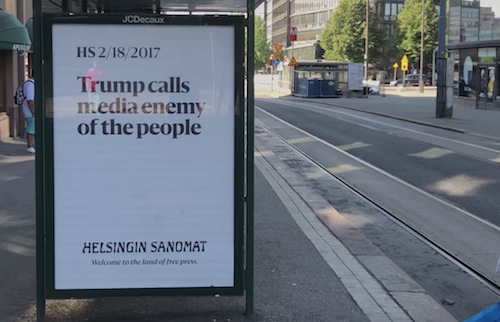 JCDecaux
HS 2/18/2017
Trump calls
media enemy
of the people
HELSINGIN SANOMAT
Welcome to the land of free press.